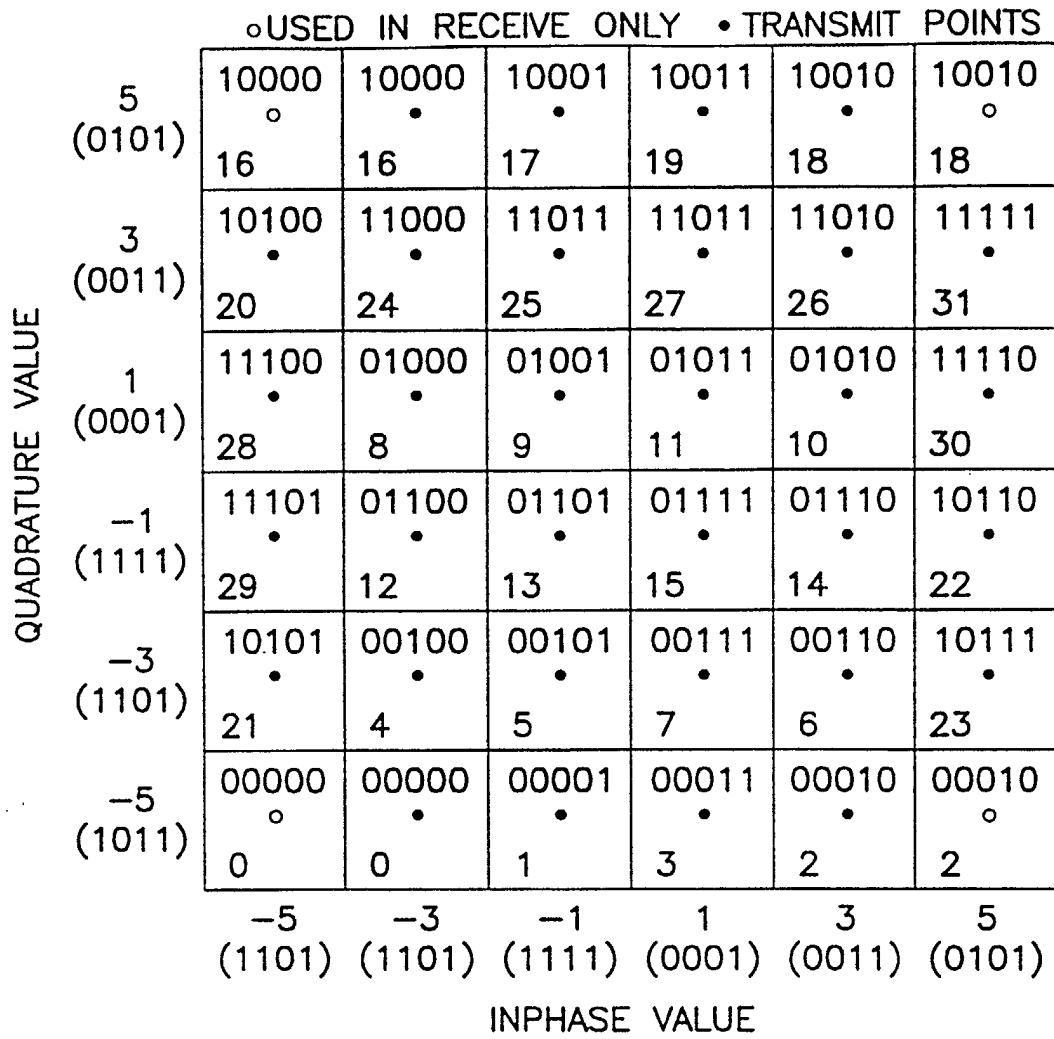 USED IN RECEIVE ONLY TRANSMIT POINTS
5 10000 10000 10001 10011 10010 10010
(0101)
16 16 17 19 18 18
3 10100 11000 11011 11011 11010 11111
(0011)
20 24 25 27 26 31
1 11100 01000 01001 01011 01010 11110
(0001)
28 8 9 11 10 30
-1 11101 01100 01101 01111 01110 10110
(1111)
29 12 13 15 14 22
-3 10101 00100 00101 00111 00110 10111
(1101)
21 4 5 7 6 23
-5 00000 00000 00001 00011 00010 00010
(1011)
0 0 1 3 2 2
QUADRATURE VALUE
-5 -3 -1 1 3 5
(1101) (1101) (1111) (0001) (0011) (0101)
INPHASE VALUE